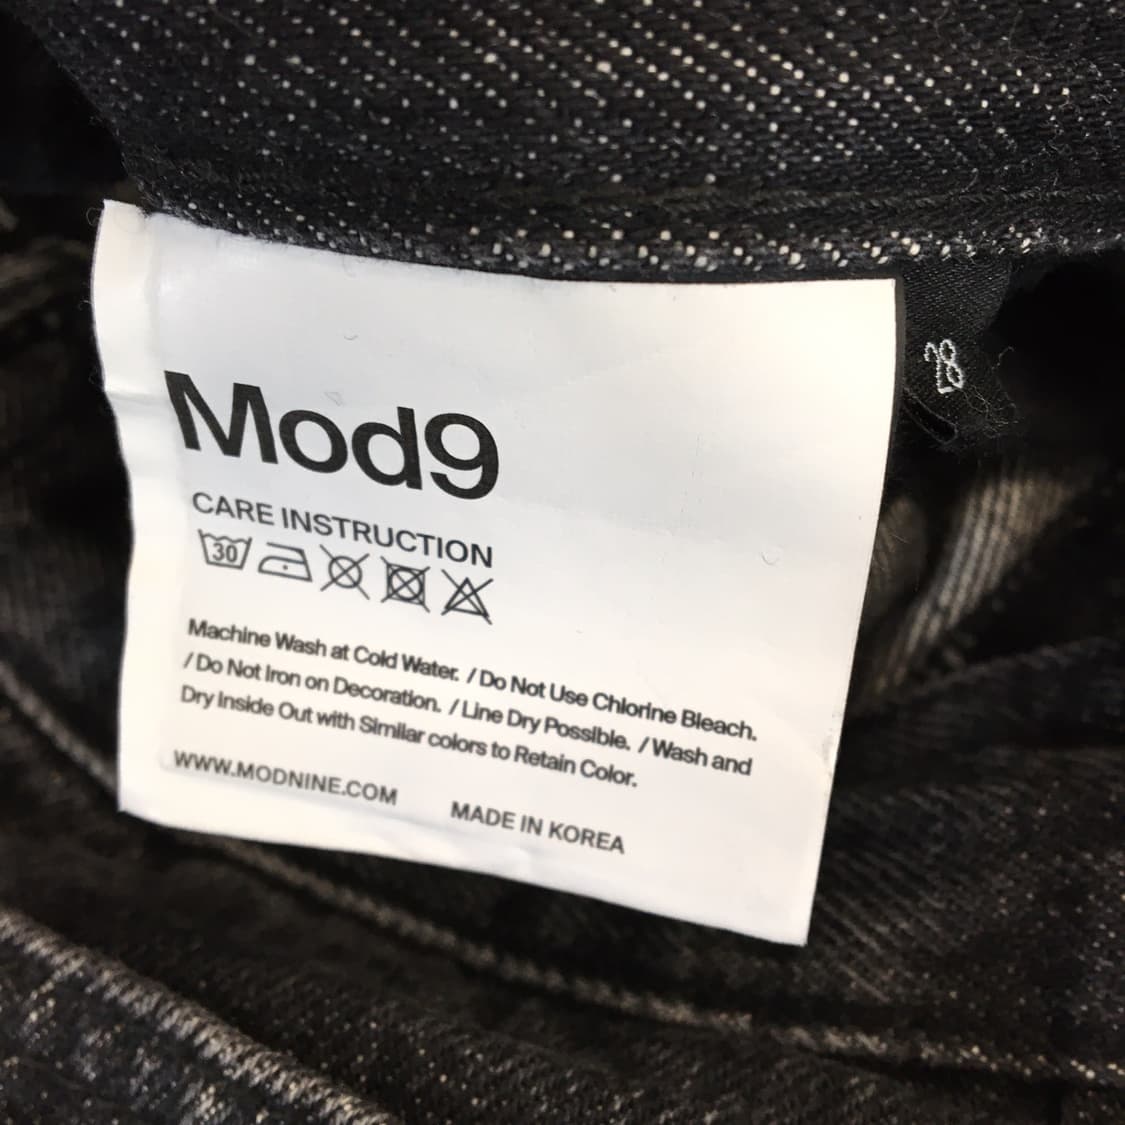 28
Mod9
CARE INSTRUCTION
30
Machine Wash at Cold Water. / Do Not Use Chlorine Bleach.
/ Do Not Iron on Decoration. / Line Dry Possible. / Wash and
Dry Inside Out with Similar colors to Retain Color.
WWW.MODNINE.COM MADE IN KOREA